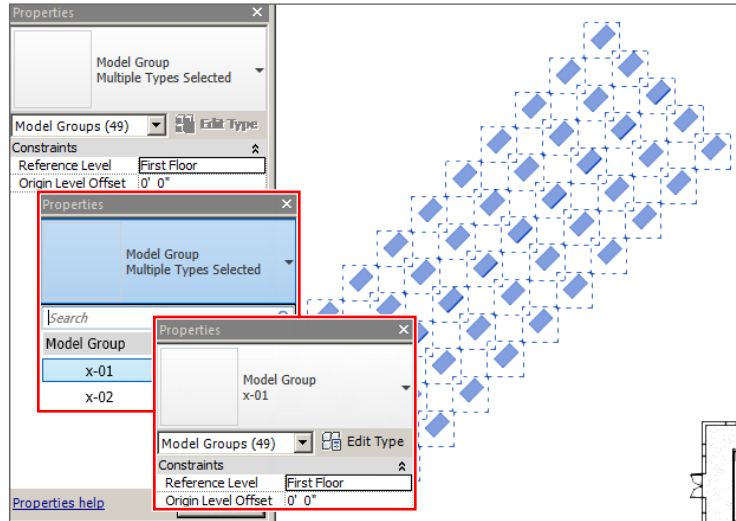 Properties
Model Group
Multiple Types Selected
Model Groups (49)
Edit Type
Constraints
Reference Level First Floor
Origin Level Offset 0' 0"
Properties
Model Group
Multiple Types Selected
Search
Model Group
x-01
x-02
Properties
Model Group
x-01
Model Groups (49)
Edit Type
Constraints
Reference Level First Floor
Origin Level Offset 0' 0"
Properties help